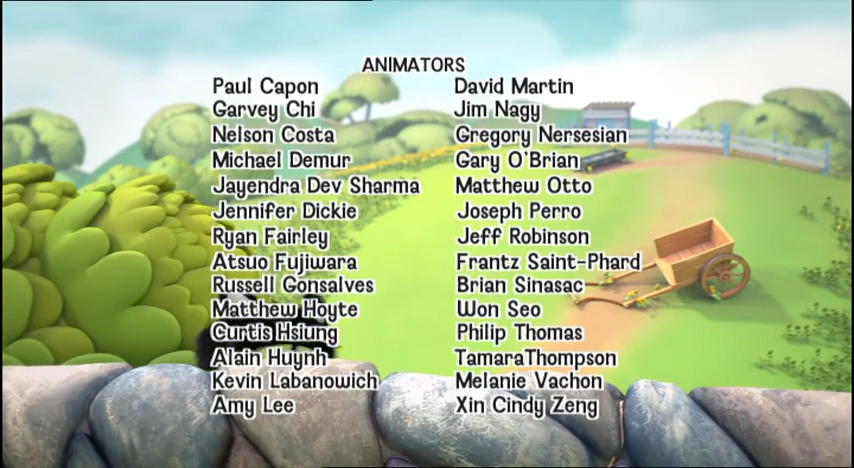 ANIMATORS
Paul Capon
Garvey Chi
Nelson Costa
Michael Demur
Jayendra Dev Sharma
Jennifer Dickie
Ryan Fairley
Atsuo Fujiwara
Russell Gonsalves
Matthew Hoyte
Curtis Hsiung
Alain Huynh
Kevin Labanowich
Amy Lee
David Martin
Jim Nagy
Gregory Nersesian
Gary O'Brian
Matthew Otto
Joseph Perro
Jeff Robinson
Frantz Saint-Phard
Brian Sinasac
Won Seo
Philip Thomas
TamaraThompson
Melanie Vachon
Xin Cindy Zeng